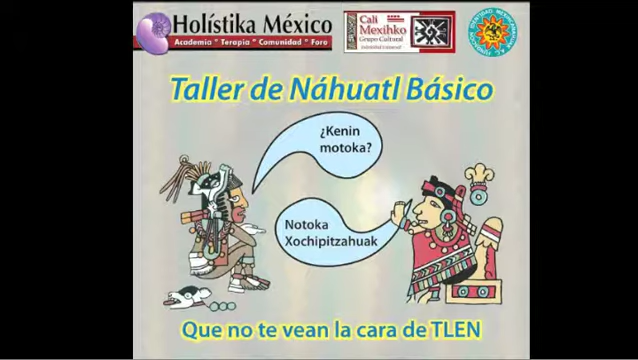 Holístika México
Academia * Terapia * Comunidad * Foro
Cali
Mexihko
Grupo Cultural
Taller de Náhuatl Básico
¿Kenin
motoka?
Notoka
Xochipitzahuak
Que no te vean la cara de TLEN